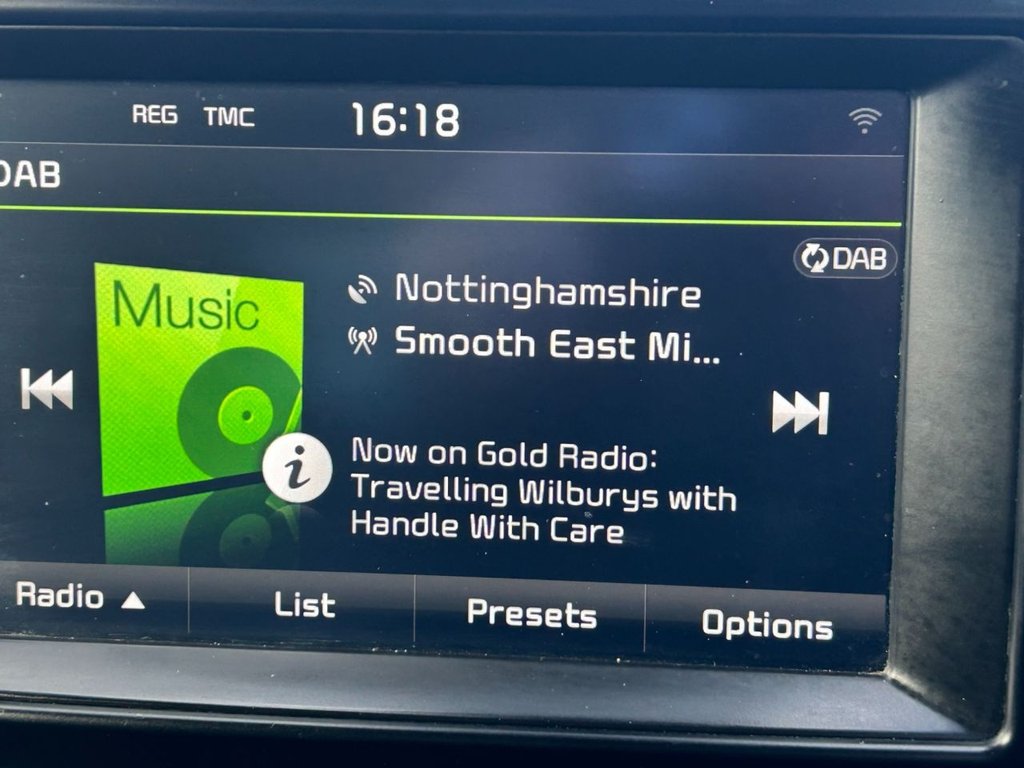 REG TMC 16:18
DAB
DAB
Music
Nottinghamshire
Smooth East Mi...
i
Now on Gold Radio:
Travelling Wilburys with
Handle With Care
Radio ▲ List Presets Options